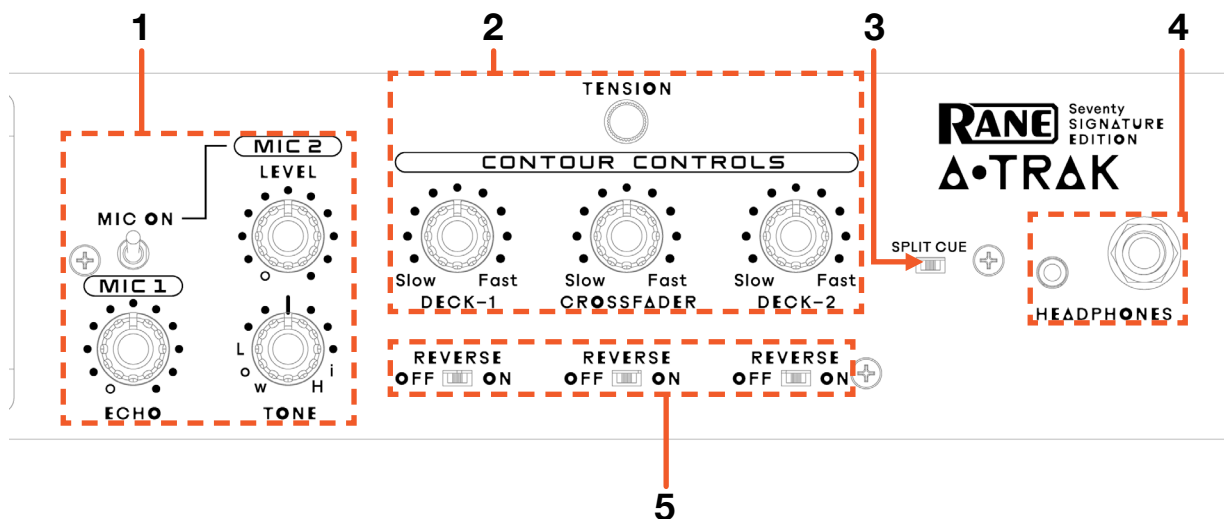 1
2
3
4
MIC 2
LEVEL
MIC ON
MIC 1
ECHO
L
o
w
H
i
TONE
TENSION
CONTOUR CONTROLS
Slow Fast
DECK-1
Slow Fast
CROSSFADER
Slow Fast
DECK-2
REVERSE
OFF ON
REVERSE
OFF ON
REVERSE
OFF ON
SPLIT CUE
RANE
Seventy
SIGNATURE
EDITION
A•TRAK
HEADPHONES
5